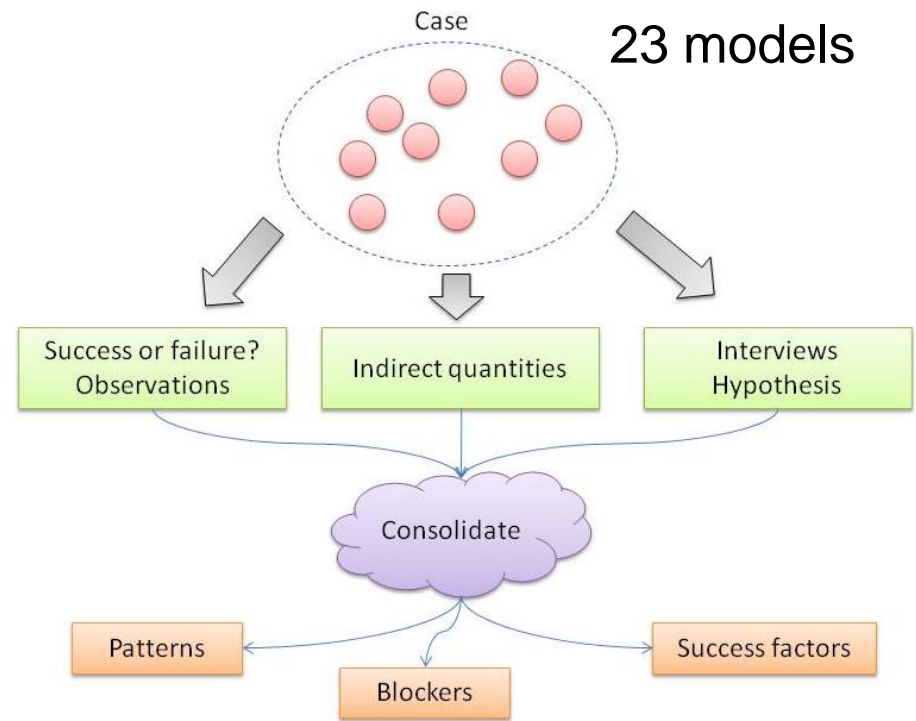 Case
23 models
Success or failure?
Observations
Indirect quantities
Interviews
Hypothesis
Consolidate
Patterns
Blockers
Success factors